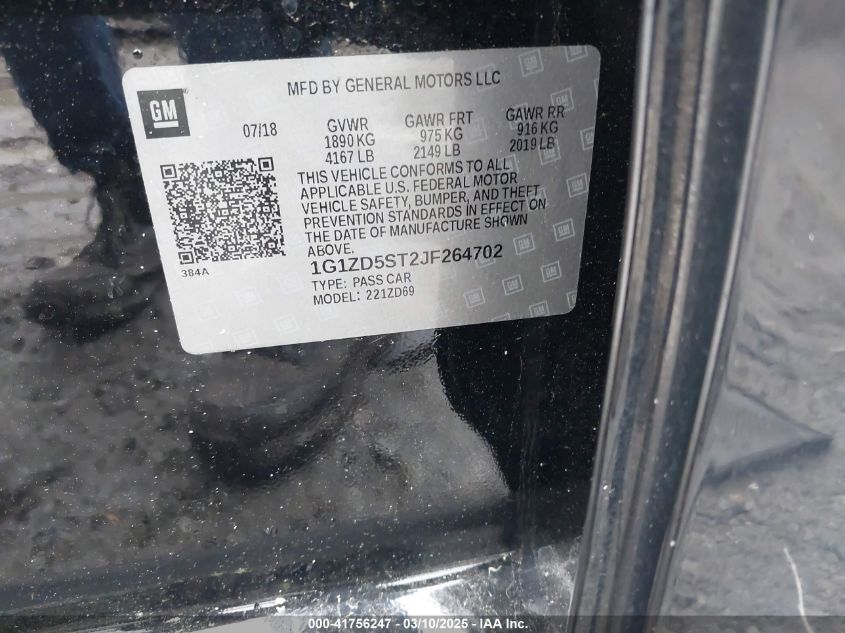 MFD BY GENERAL MOTORS LLC
GM
07/18 GVWR GAWR FRT GAWR RR
1890 KG 975 KG 916 KG
4167 LB 2149 LB 2019 LB
THIS VEHICLE CONFORMS TO ALL
APPLICABLE U.S. FEDERAL MOTOR
VEHICLE SAFETY, BUMPER, AND THEFT
PREVENTION STANDARDS IN EFFECT ON
THE DATE OF MANUFACTURE SHOWN
ABOVE.
384A
1G1ZD5ST2JF264702
TYPE: PASS CAR
MODEL: 221ZD69
000-41756247 - 03/10/2025 - IAA Inc.